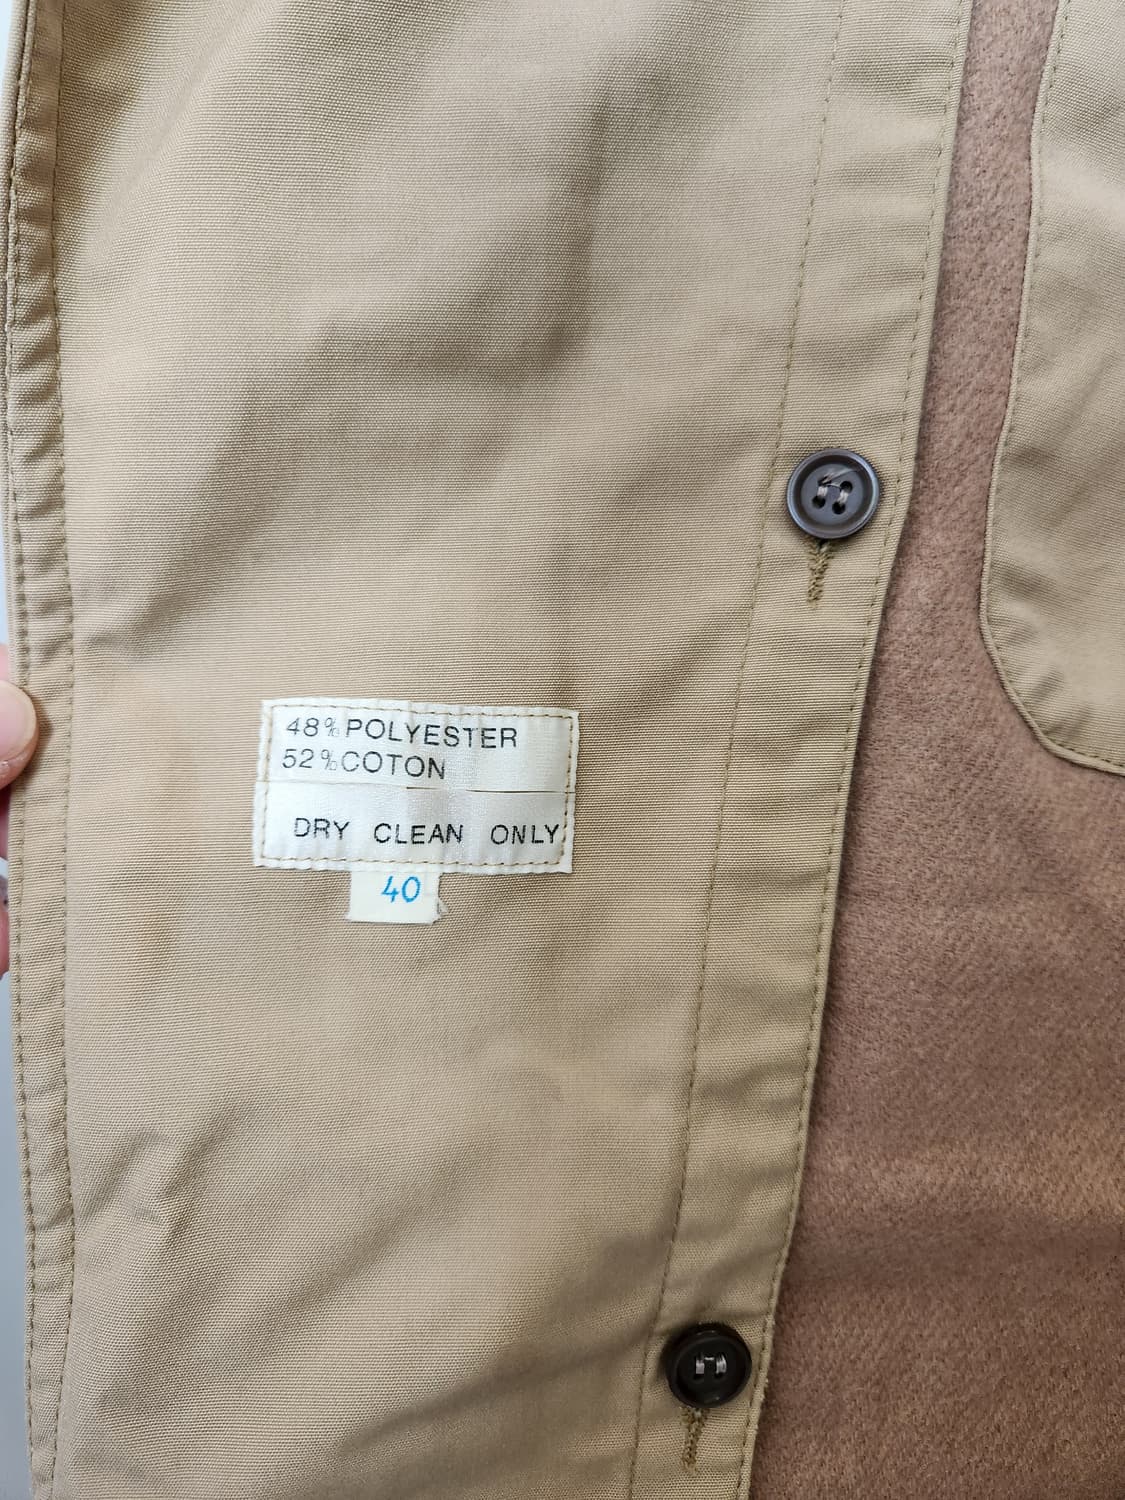 48% POLYESTER
52% COTON
DRY CLEAN ONLY
40